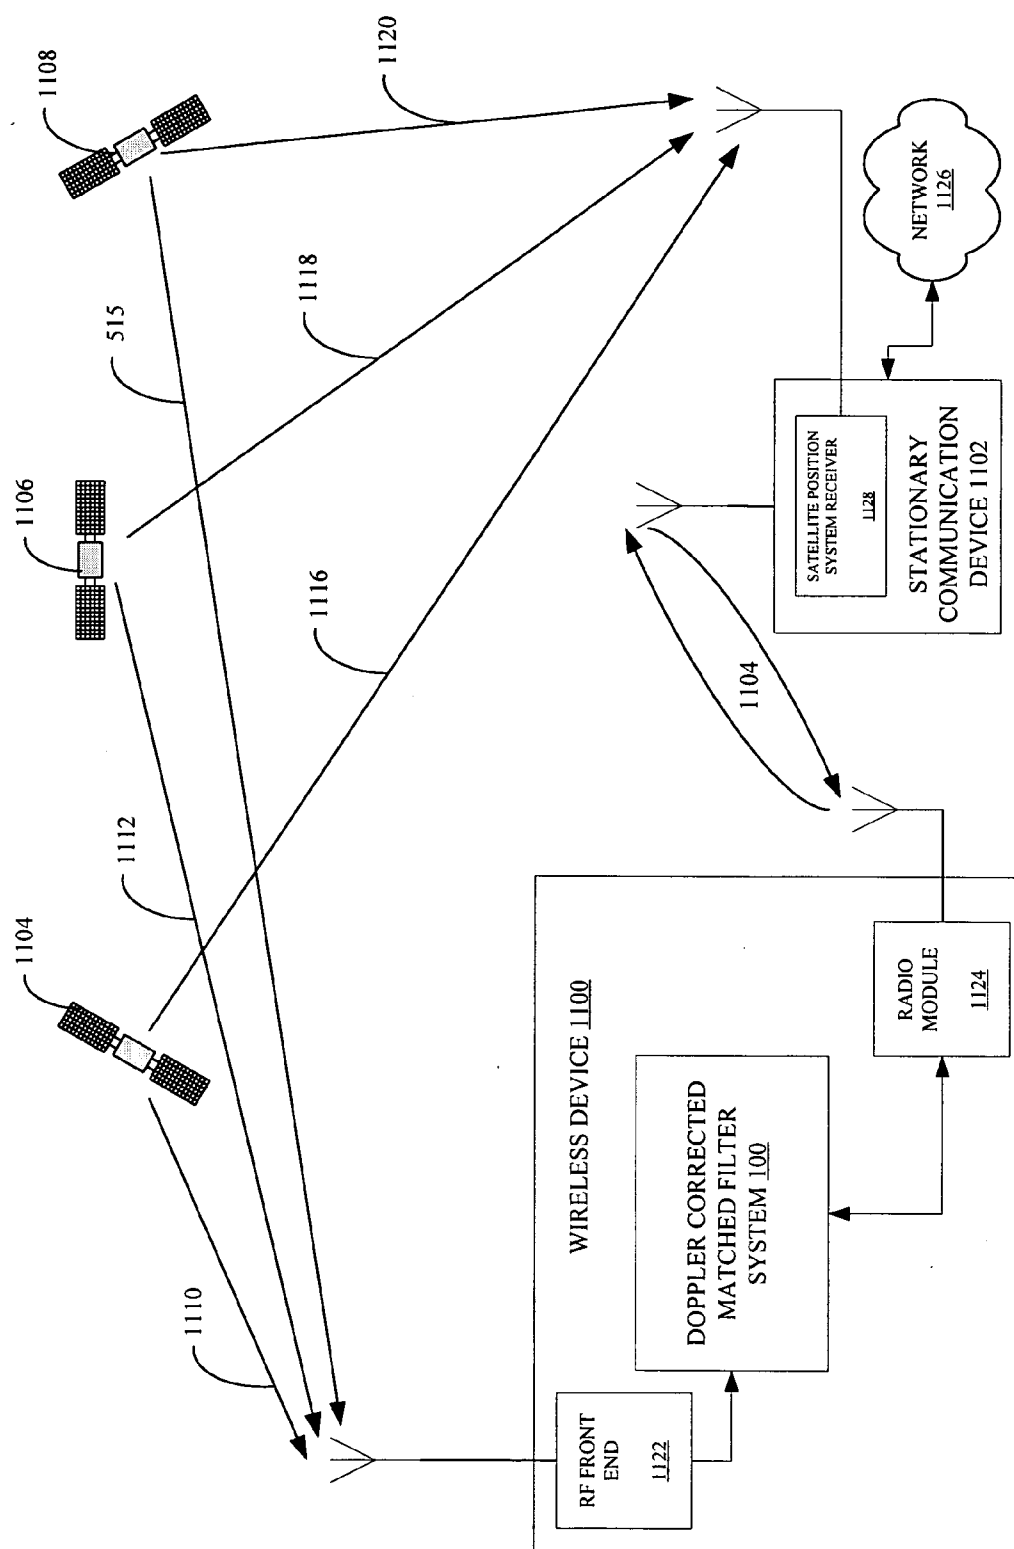 1104
1106
1108
1112
515
1120
1110
1116
1118
WIRELESS DEVICE 1100
RF FRONT
END
1122
DOPPLER CORRECTED
MATCHED FILTER
SYSTEM 100
RADIO
MODULE
1124
1104
SATELLITE POSITION
SYSTEM RECEIVER
1128
STATIONARY
COMMUNICATION
DEVICE 1102
NETWORK
1126